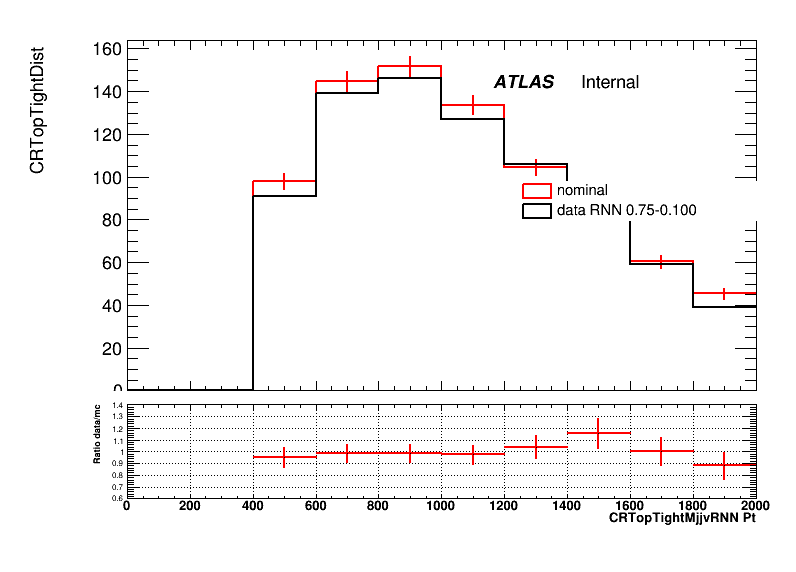 CRTopTightDist
160
140
120
100
80
60
40
20
0
ATLAS Internal
nominal
data RNN 0.75-0.100
Ratio data/mc
1.4
1.3
1.2
1.1
1
0.9
0.8
0.7
0.6
0 200 400 600 800 1000 1200 1400 1600 1800 2000
CRTopTightMjjvRNN Pt